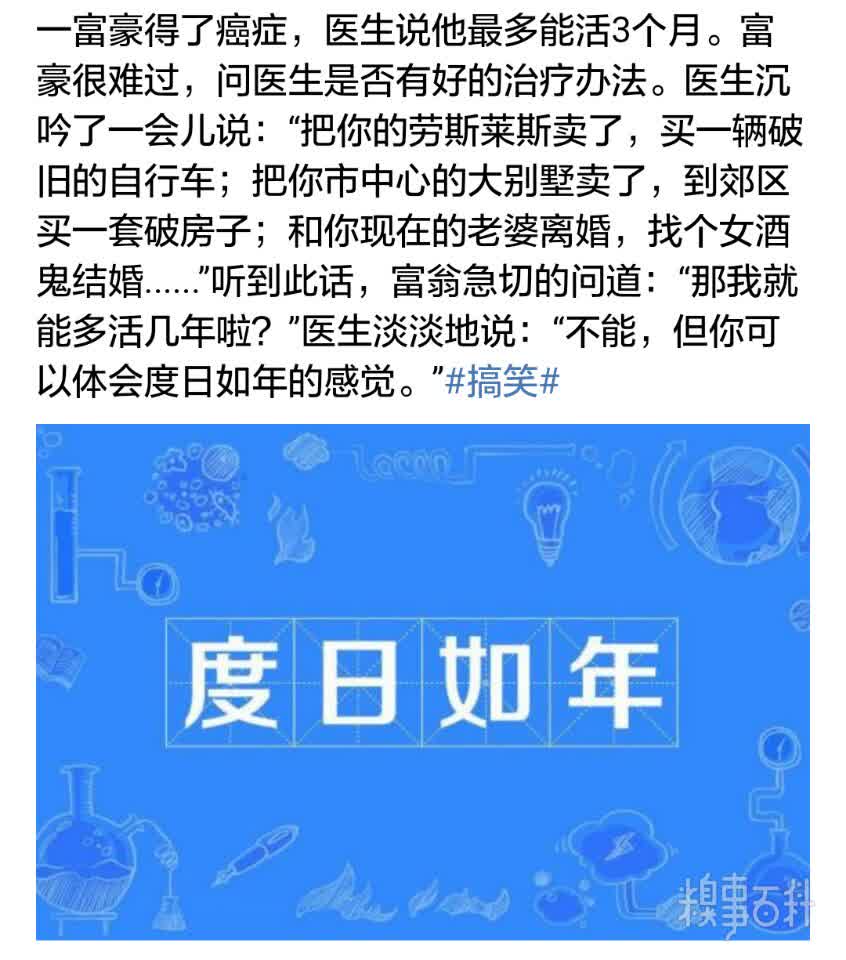 一富豪得了癌症，医生说他最多能活3个月。富
豪很难过，问医生是否有好的治疗办法。医生沉
吟了一会儿说：“把你的劳斯莱斯卖了，买一辆破
旧的自行车；把你市中心的大别墅卖了，到郊区
买一套破房子；和你现在的老婆离婚，找个女酒
鬼结婚......”听到此话，富翁急切的问道：“那我就
能多活几年啦？”医生淡淡地说：“不能，但你可
以体会度日如年的感觉。”#搞笑#
度日如年
糗事百科